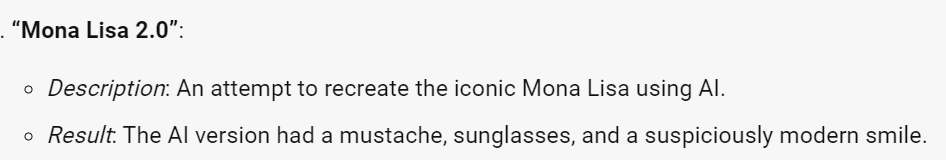 . “Mona Lisa 2.0”:
Description: An attempt to recreate the iconic Mona Lisa using AI.
Result: The AI version had a mustache, sunglasses, and a suspiciously modern smile.